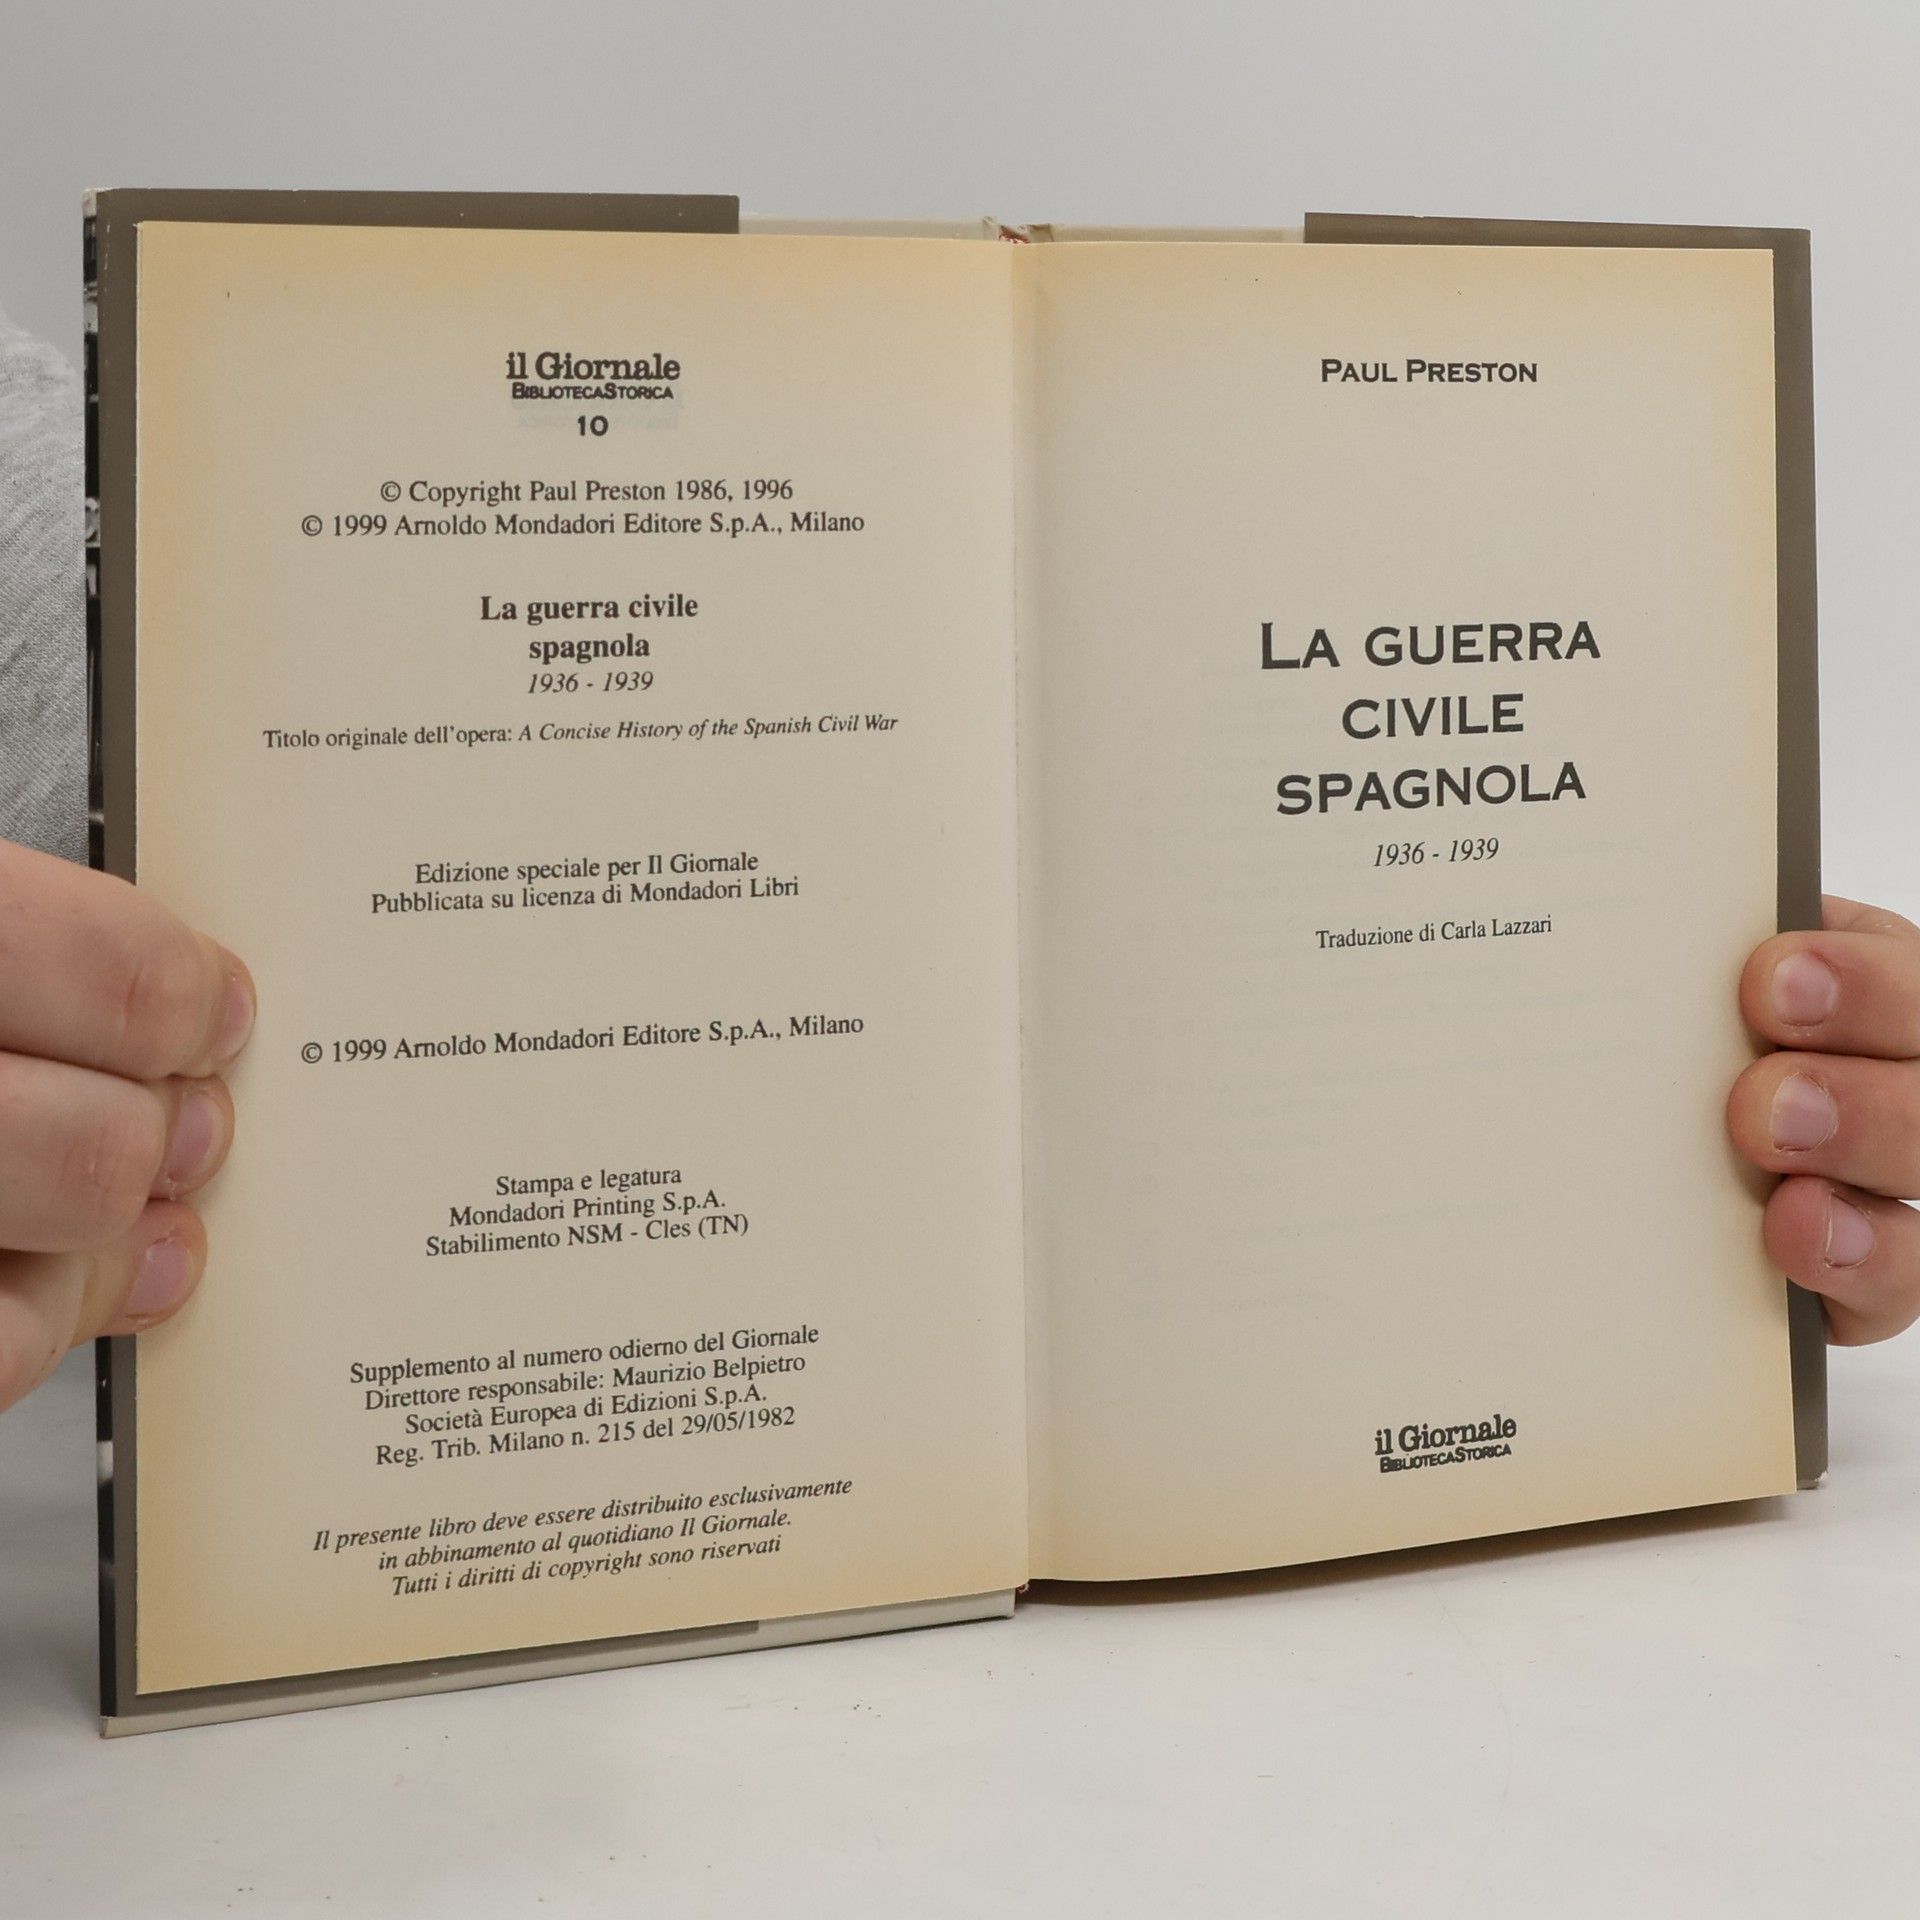 il Giornale
BIBLIOTECASTORICA
10
© Copyright Paul Preston 1986, 1996
© 1999 Arnoldo Mondadori Editore S.p.A., Milano
La guerra civile
spagnola
1936 - 1939
Titolo originale dell'opera: A Concise History of the Spanish Civil War
Edizione speciale per Il Giornale
Pubblicata su licenza di Mondadori Libri
© 1999 Arnoldo Mondadori Editore S.p.A., Milano
Stampa e legatura
Mondadori Printing S.p.A.
Stabilimento NSM - Cles (TN)
Supplemento al numero odierno del Giornale
Direttore responsabile: Maurizio Belpietro
Società Europea di Edizioni S.p.A.
Reg. Trib. Milano n. 215 del 29/05/1982
Il presente libro deve essere distribuito esclusivamente
in abbinamento al quotidiano Il Giornale.
Tutti i diritti di copyright sono riservati
PAUL PRESTON
LA GUERRA
CIVILE
SPAGNOLA
1936 - 1939
Traduzione di Carla Lazzari
il Giornale
BIBLIOTECASTORICA